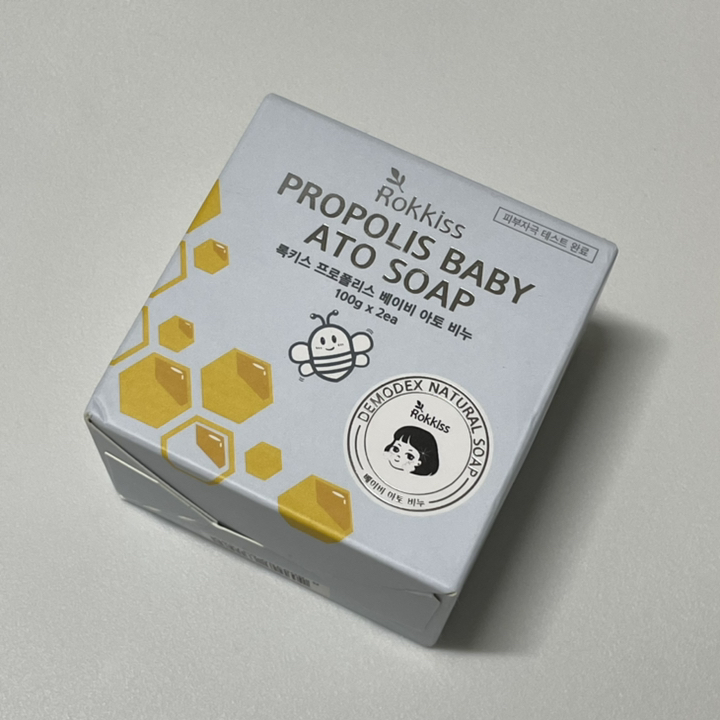 Rokkiss
PROPOLIS BABY
ATO SOAP
록키스 프로폴리스 베이비 아토 비누
100g x 2ea
피부자극 테스트 완료
DEMODEX NATURAL SOAP
Rokkiss
베이비 아토 비누